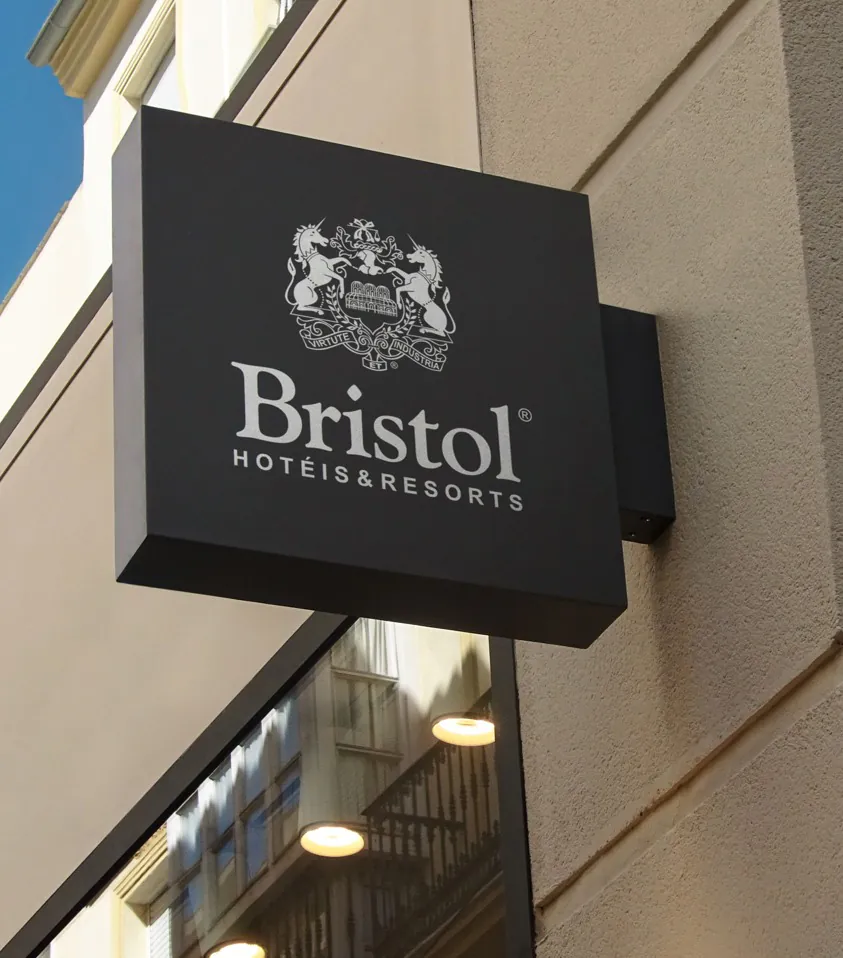 VIRTUTE INDUSTRIA
ET ®
Bristol®
HOTÉIS&RESORTS